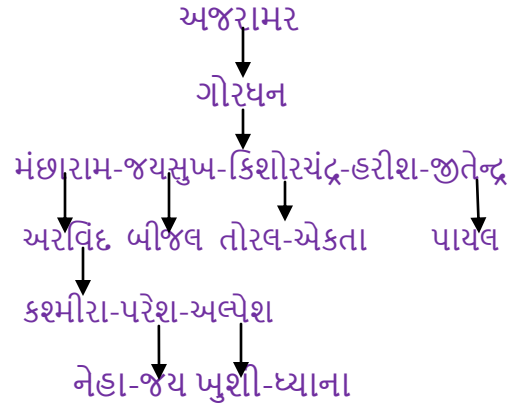 અજરામર
ગોરધન
મંછારામ-જયસુખ-કિશોરચંદ્ર-હરીશ-જીતેન્દ્ર
અરવિંદ બીજલ તોરલ-એકતા પાયલ
કશ્મીરા-પરેશ-અલ્પેશ
નેહા-જય ખુશી-ધ્યાના